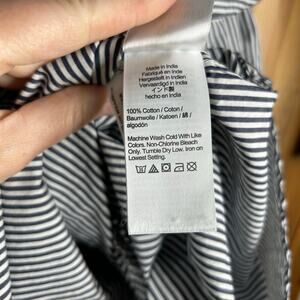 Made in India
Fabriqué en Inde
Hergestellt in Indien
Vervaardigd in India
インド製
hecho en India
100% Cotton / Coton /
Baumwolle / Katoen / 綿 /
algodón
Machine Wash Cold With Like
Colors. Non-Chlorine Bleach
Only. Tumble Dry Low. Iron on
Lowest Setting.